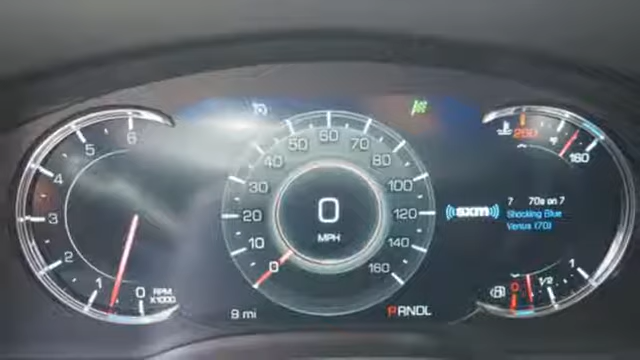 6
5
4
3
2
1
0
RPM
X1000
60
50
70
40
80
30
100
20
120
10
140
0
160
0
MPH
9 mi
PRNDL
260
160
sxm
7 70s on 7
Shocking Blue
Venus (70)
0
1/2
1